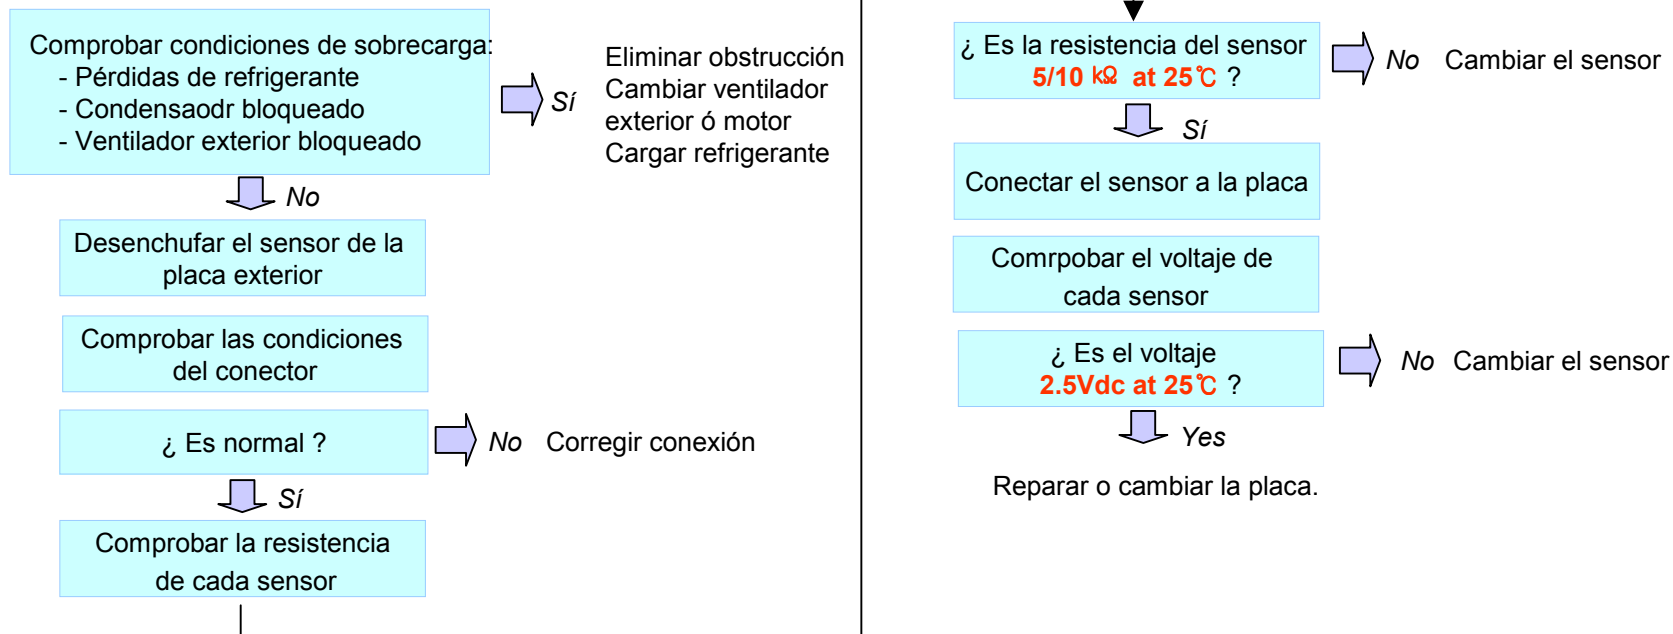 Comprobar condiciones de sobrecarga:
- Pérdidas de refrigerante
- Condensaodr bloqueado
- Ventilador exterior bloqueado
Sí
Eliminar obstrucción
Cambiar ventilador
exterior ó motor
Cargar refrigerante
No
Desenchufar el sensor de la
placa exterior
Comprobar las condiciones
del conector
¿ Es normal ?
No Corregir conexión
Sí
Comprobar la resistencia
de cada sensor
¿ Es la resistencia del sensor
5/10 kΩ at 25℃ ?
No Cambiar el sensor
Sí
Conectar el sensor a la placa
Comrpobar el voltaje de
cada sensor
¿ Es el voltaje
2.5Vdc at 25℃ ?
No Cambiar el sensor
Yes
Reparar o cambiar la placa.